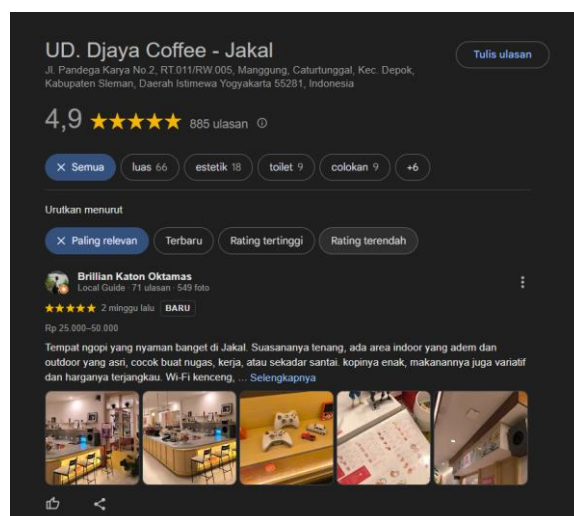 UD. Djaya Coffee - Jakal
Tulis ulasan
Jl. Pandega Karya No.2, RT.011/RW.005, Manggung, Caturtunggal, Kec. Depok,
Kabupaten Sleman, Daerah Istimewa Yogyakarta 55281, Indonesia
4,9 885 ulasan
Semua luas 66 estetik 18 toilet 9 colokan 9 +6
Urutkan menurut
Paling relevan Terbaru Rating tertinggi Rating terendah
Brillian Katon Oktamas
Local Guide · 71 ulasan · 549 foto
2 minggu lalu BARU
Rp 25.000–50.000
Tempat ngopi yang nyaman banget di Jakal. Suasananya tenang, ada area indoor yang adem dan
outdoor yang asri, cocok buat nugas, kerja, atau sekadar santai. kopinya enak, makanannya juga variatif
dan harganya terjangkau. Wi-Fi kenceng, ... Selengkapnya